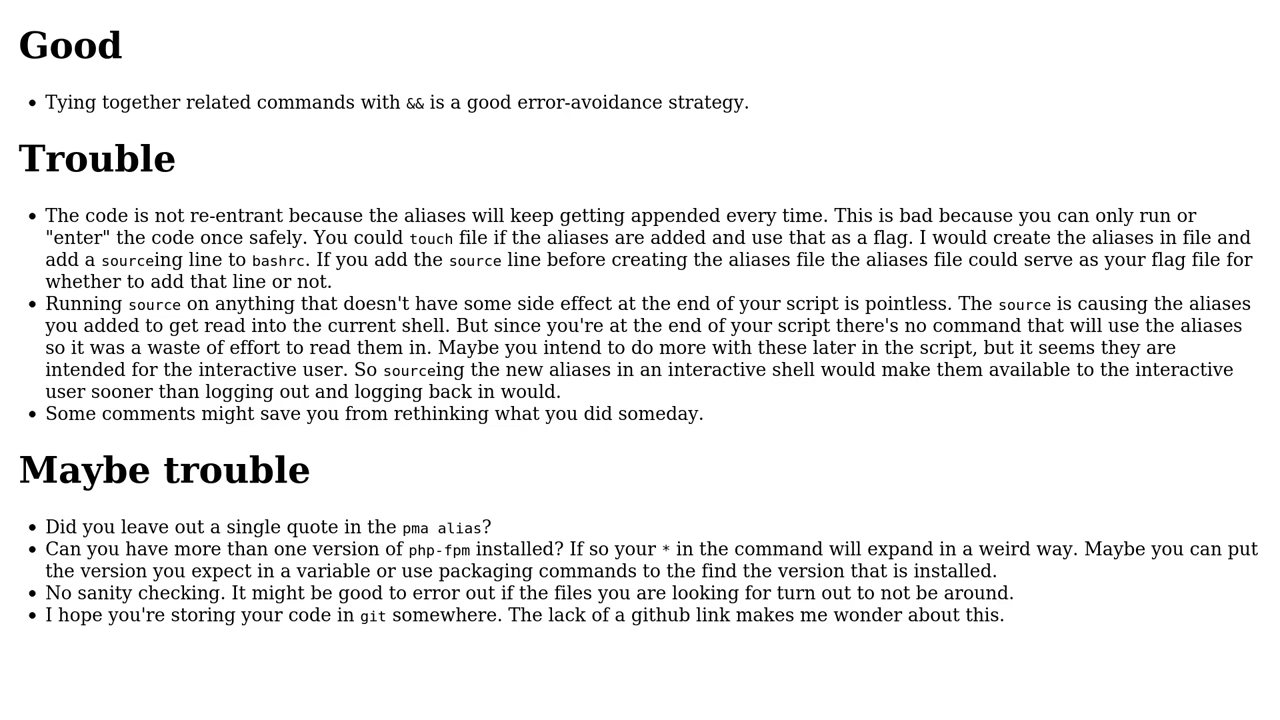 Good
• Tying together related commands with && is a good error-avoidance strategy.
Trouble
• The code is not re-entrant because the aliases will keep getting appended every time. This is bad because you can only run or
"enter" the code once safely. You could touch file if the aliases are added and use that as a flag. I would create the aliases in file and
add a sourceing line to bashrc. If you add the source line before creating the aliases file the aliases file could serve as your flag file for
whether to add that line or not.
• Running source on anything that doesn't have some side effect at the end of your script is pointless. The source is causing the aliases
you added to get read into the current shell. But since you're at the end of your script there's no command that will use the aliases
so it was a waste of effort to read them in. Maybe you intend to do more with these later in the script, but it seems they are
intended for the interactive user. So sourceing the new aliases in an interactive shell would make them available to the interactive
user sooner than logging out and logging back in would.
• Some comments might save you from rethinking what you did someday.
Maybe trouble
• Did you leave out a single quote in the pma alias?
• Can you have more than one version of php-fpm installed? If so your * in the command will expand in a weird way. Maybe you can put
the version you expect in a variable or use packaging commands to the find the version that is installed.
• No sanity checking. It might be good to error out if the files you are looking for turn out to not be around.
• I hope you're storing your code in git somewhere. The lack of a github link makes me wonder about this.